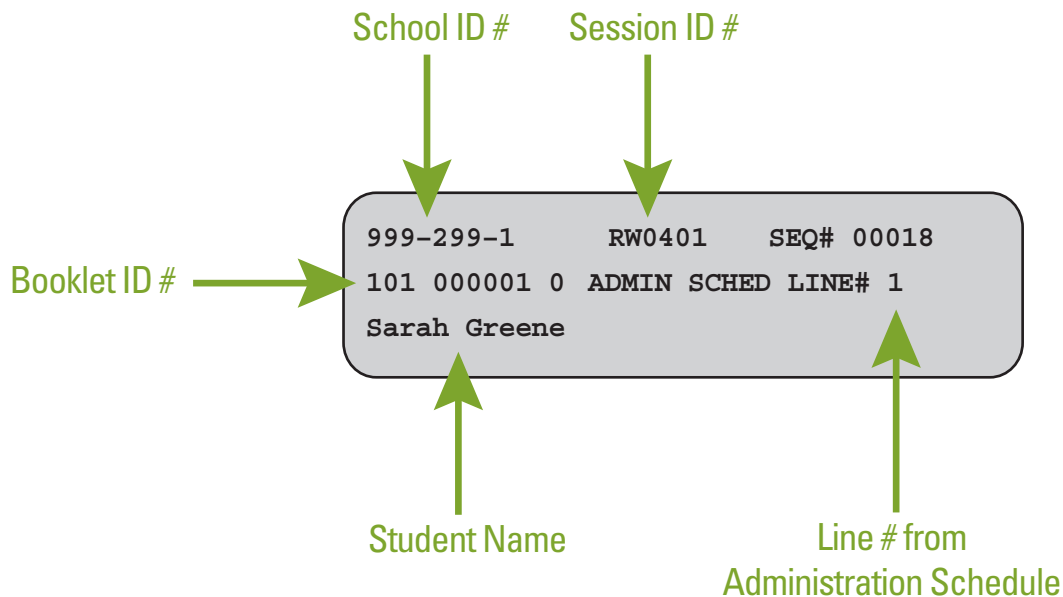 School ID #
Session ID #
999-299-1 RW0401 SEQ# 00018
Booklet ID #
101 000001 0 ADMIN SCHED LINE# 1
Sarah Greene
Student Name
Line # from
Administration Schedule